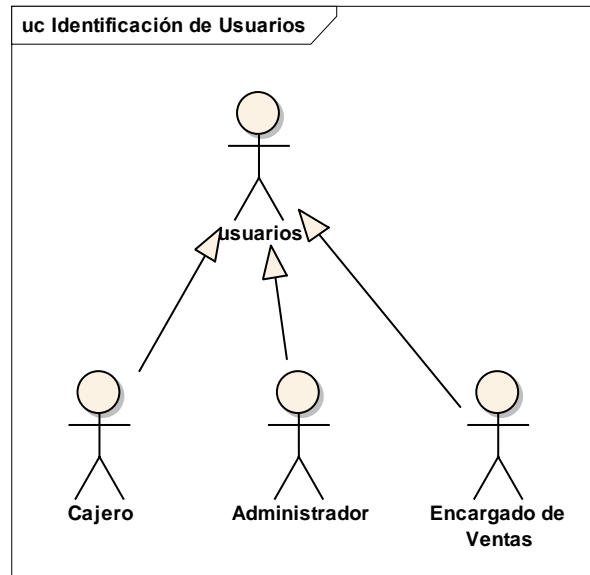 uc Identificación de Usuarios
usuarios
Cajero
Administrador
Encargado de
Ventas